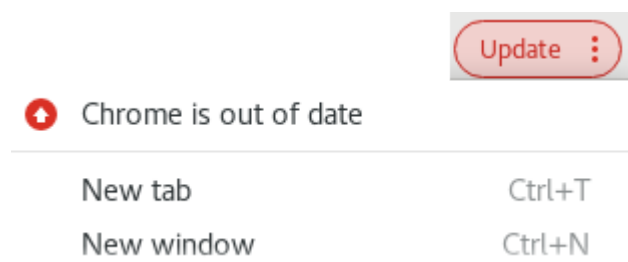 Update
Chrome is out of date
New tab Ctrl+T
New window Ctrl+N